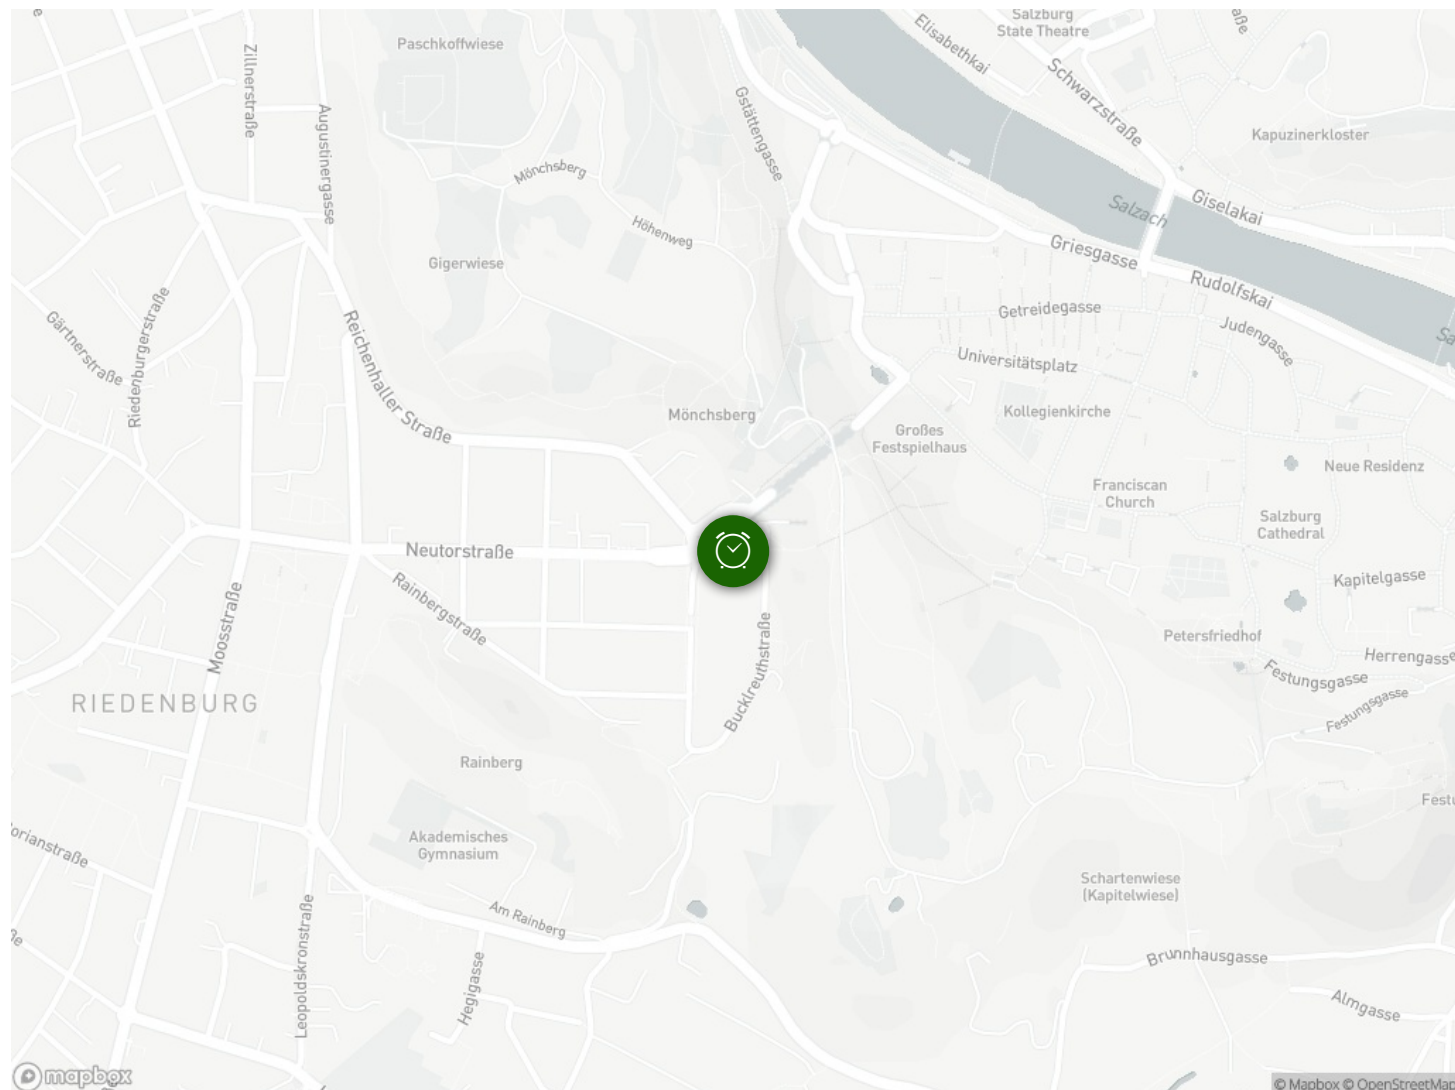 Salzburg
State Theatre
Elisabethkai
Paschkoffwiese
Zillnerstraße
Schwarzstraße
Gstättengasse
Augustinergasse
Kapuzinerkloster
Mönchsberg
Salzach
Giselakai
Höhenweg
Griesgasse
Gigerwiese
Rudolfskai
Getreidegasse
Riedenburgerstraße
Judengasse
Gärtnerstraße
Universitätsplatz
Reichenhaller Straße
Mönchsberg
Kollegienkirche
Großes
Festspielhaus
Neue Residenz
Franciscan
Church
Salzburg
Cathedral
Neutorstraße
Kapitelgasse
Rainbergstraße
Moosstraße
Bucklreuthstraße
Petersfriedhof
Herrengasse
Festungsgasse
RIEDENBURG
Festungsgasse
Rainberg
Festu
orianstraße
Akademisches
Gymnasium
Schartenwiese
(Kapitelwiese)
Am Rainberg
Leopoldskronstraße
Brunnhausgasse
Hegigasse
Almgasse
mapbox
© Mapbox © OpenStreetMap